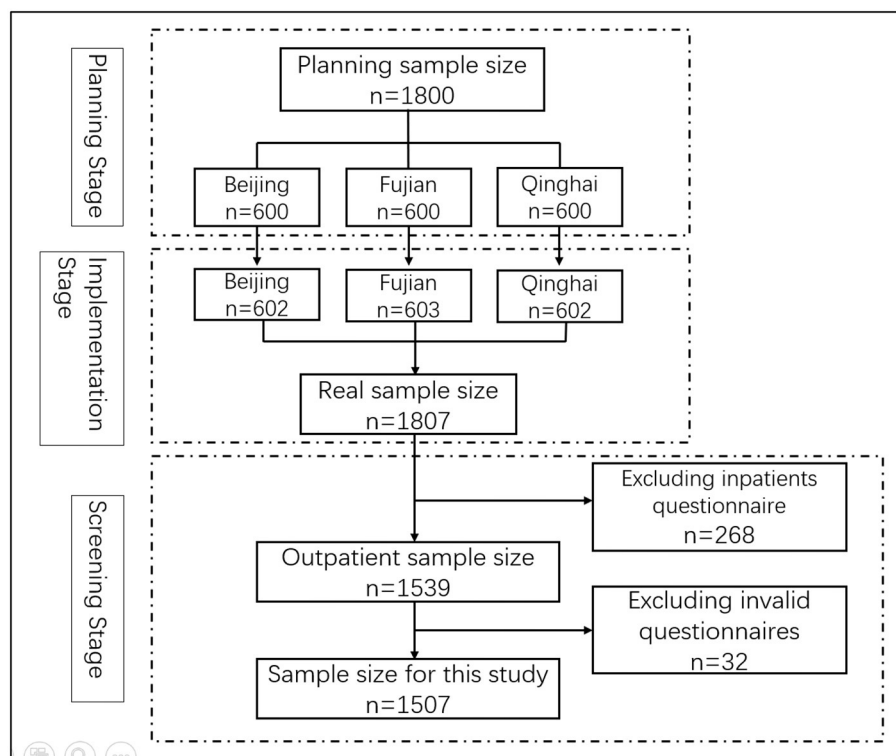 Planning Stage
Planning sample size
n=1800
Beijing
n=600
Fujian
n=600
Qinghai
n=600
Implementation
Stage
Beijing
n=602
Fujian
n=603
Qinghai
n=602
Real sample size
n=1807
Screening Stage
Excluding inpatients
questionnaire
n=268
Outpatient sample size
n=1539
Excluding invalid
questionnaires
n=32
Sample size for this study
n=1507